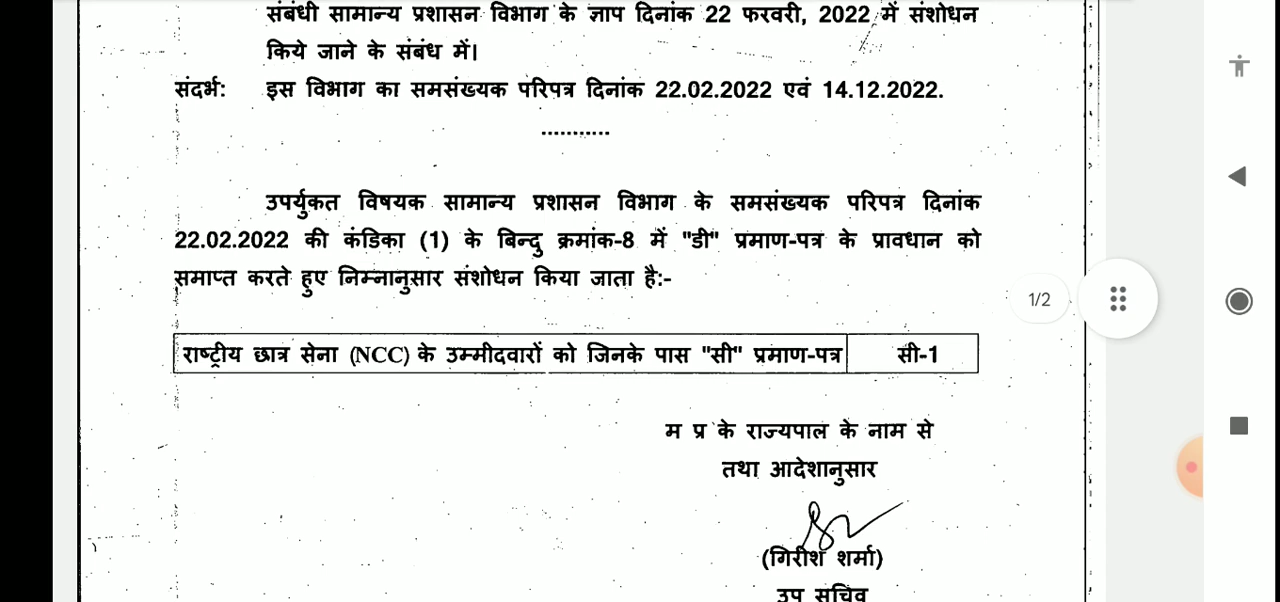 संबंधी सामान्य प्रशासन विभाग के ज्ञाप दिनांक 22 फरवरी, 2022 में संशोधन
किये जाने के संबंध में।
संदर्भ: इस विभाग का समसंख्यक परिपत्र दिनांक 22.02.2022 एवं 14.12.2022.
...........
उपर्युकत विषयक सामान्य प्रशासन विभाग के समसंख्यक परिपत्र दिनांक
22.02.2022 की कंडिका (1) के बिन्दु क्रमांक-8 में "डी" प्रमाण-पत्र के प्रावधान को
समाप्त करते हुए निम्नानुसार संशोधन किया जाता है:-
1/2
राष्ट्रीय छात्र सेना (NCC) के उम्मीदवारों को जिनके पास "सी" प्रमाण-पत्र सी-1
म प्र के राज्यपाल के नाम से
तथा आदेशानुसार
(गिरीश शर्मा)
उप सचिव